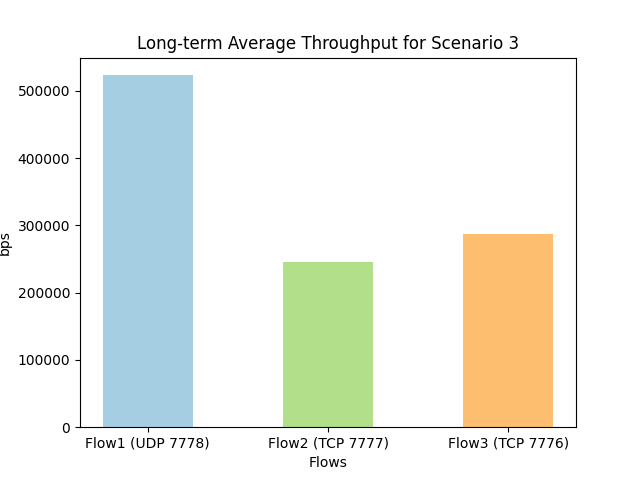 Long-term Average Throughput for Scenario 3
500000
400000
300000
200000
100000
0
bps
Flow1 (UDP 7778) Flow2 (TCP 7777) Flow3 (TCP 7776)
Flows